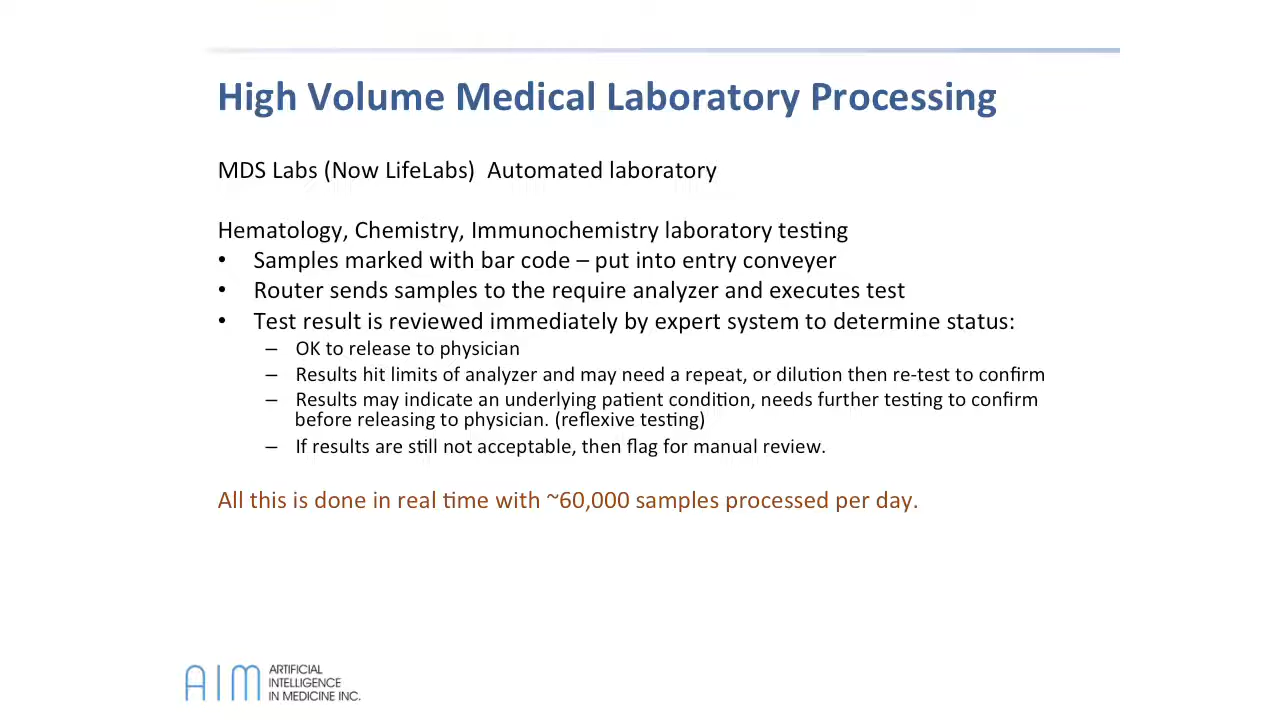 High Volume Medical Laboratory Processing
MDS Labs (Now LifeLabs)  Automated laboratory
Hematology, Chemistry, Immunochemistry laboratory testing
• Samples marked with bar code – put into entry conveyer
• Router sends samples to the require analyzer and executes test
• Test result is reviewed immediately by expert system to determine status:
– OK to release to physician
– Results hit limits of analyzer and may need a repeat, or dilution then re-test to confirm
– Results may indicate an underlying patient condition, needs further testing to confirm
before releasing to physician. (reflexive testing)
– If results are still not acceptable, then flag for manual review.
All this is done in real time with ~60,000 samples processed per day.
AIM
ARTIFICIAL
INTELLIGENCE
IN MEDICINE INC.